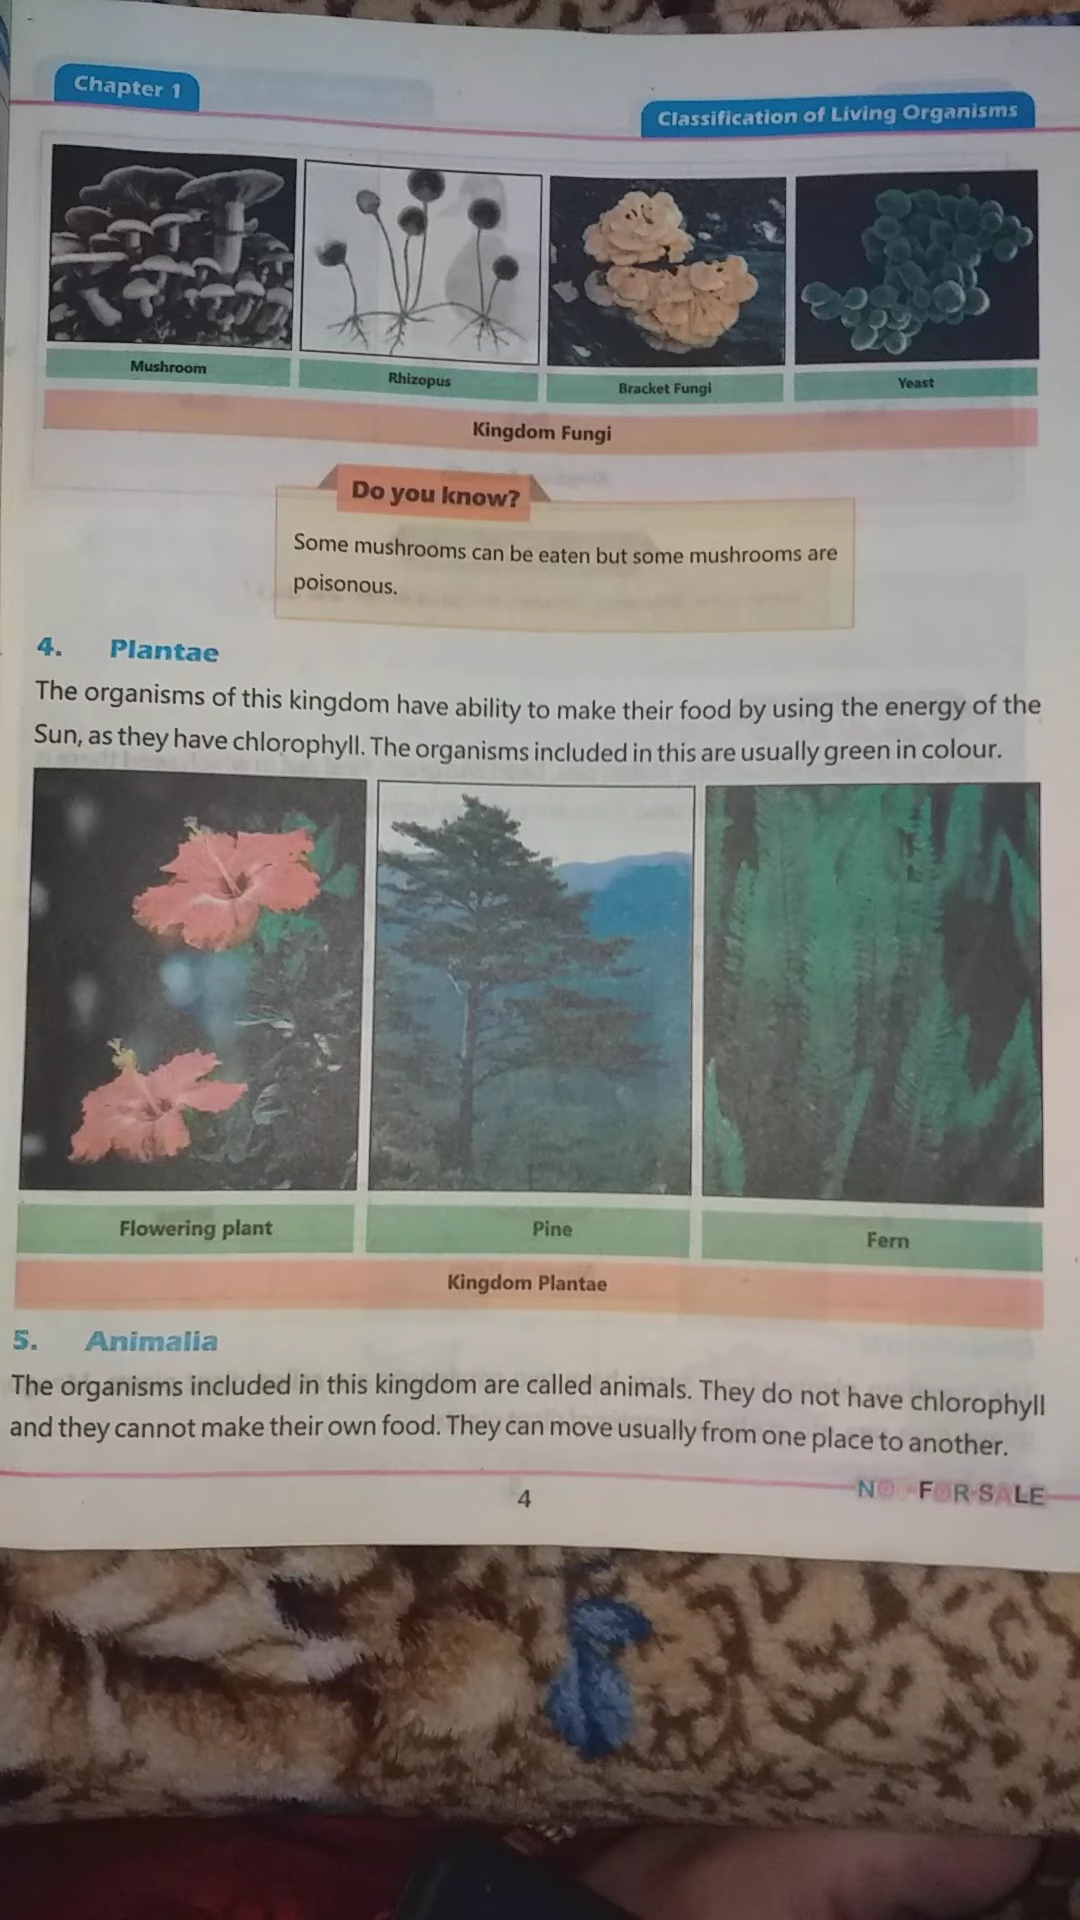 Chapter 1
Classification of Living Organisms
Mushroom
Rhizopus
Bracket Fungi
Yeast
Kingdom Fungi
Do you know?
Some mushrooms can be eaten but some mushrooms are
poisonous.
4. Plantae
The organisms of this kingdom have ability to make their food by using the energy of the
Sun, as they have chlorophyll. The organisms included in this are usually green in colour.
Flowering plant
Pine
Fern
Kingdom Plantae
5. Animalia
The organisms included in this kingdom are called animals. They do not have chlorophyll
and they cannot make their own food. They can move usually from one place to another.
4
NOT FOR SALE